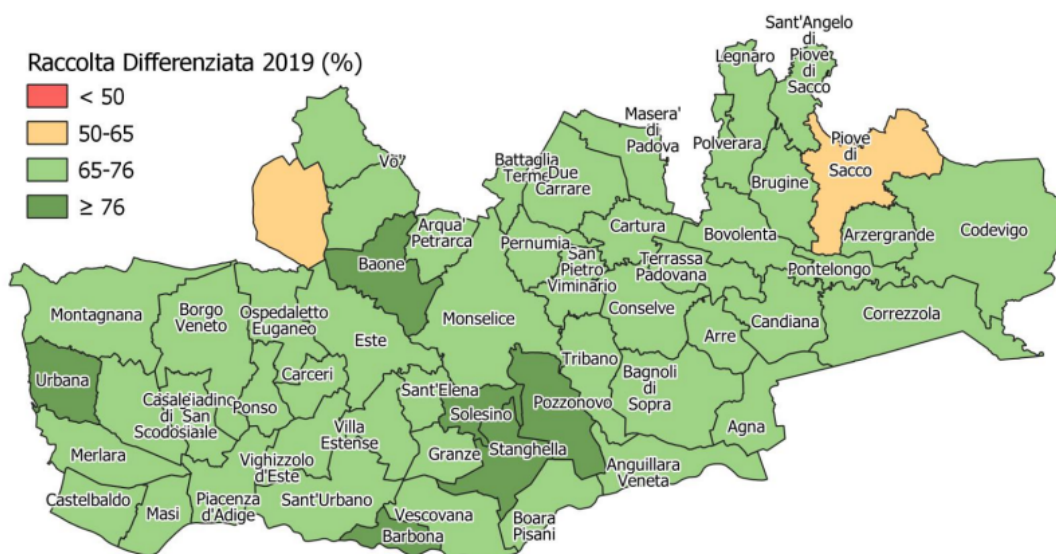 Raccolta Differenziata 2019 (%)
< 50
50-65
65-76
≥ 76
Sant'Angelo
di
Piove
di
Sacco
Legnaro
Masera'
di
Padova
Polverara
Piove
di
Sacco
Vo'
Battaglia
Terme
Due
Carrare
Brugine
Arqua'
Petrarca
Cartura
Bovolenta
Arzergrande
Codevigo
Baone
Pernumia
San
Pietro
Viminario
Terrassa
Padovana
Pontelongo
Montagnana
Borgo
Veneto
Ospedaletto
Euganeo
Este
Monselice
Conselve
Arre
Candiana
Correzzola
Urbana
Carceri
Tribano
Bagnoli
di
Sopra
Casale
di
Scodosia
San
Ponso
Sant'Elena
Solesino
Pozzonovo
Villa
Estense
Agna
Merlara
Vighizzolo
d'Este
Granze
Stanghella
Anguillara
Veneta
Castelbaldo
Masi
Piacenza
d'Adige
Sant'Urbano
Vescovana
Barbona
Boara
Pisani